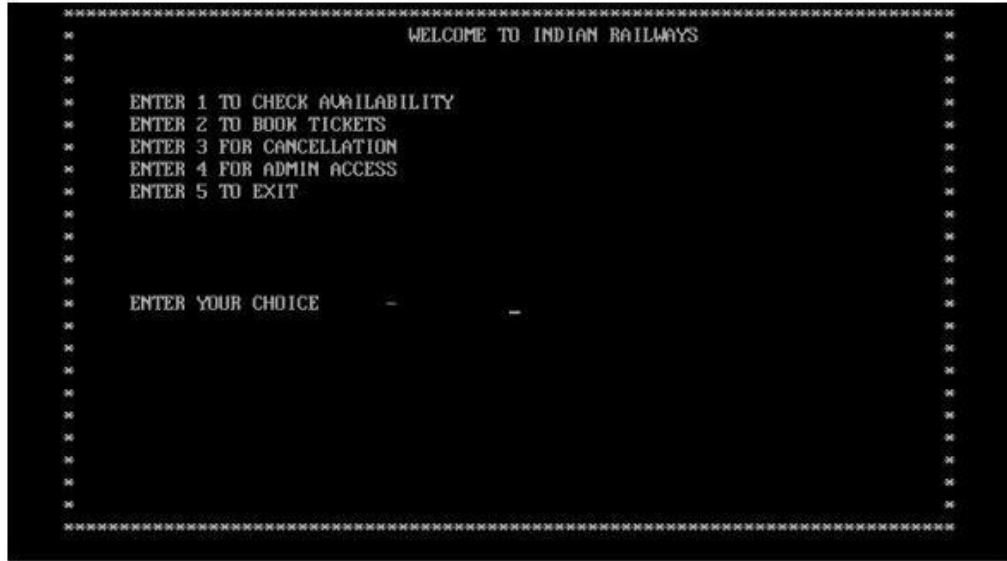 ********************************************************************************
* WELCOME TO INDIAN RAILWAYS *
* *
* *
* ENTER 1 TO CHECK AVAILABILITY *
* ENTER 2 TO BOOK TICKETS *
* ENTER 3 FOR CANCELLATION *
* ENTER 4 FOR ADMIN ACCESS *
* ENTER 5 TO EXIT *
* *
* *
* *
* *
* ENTER YOUR CHOICE - _ *
* *
* *
* *
* *
* *
* *
* *
* *
* *
********************************************************************************